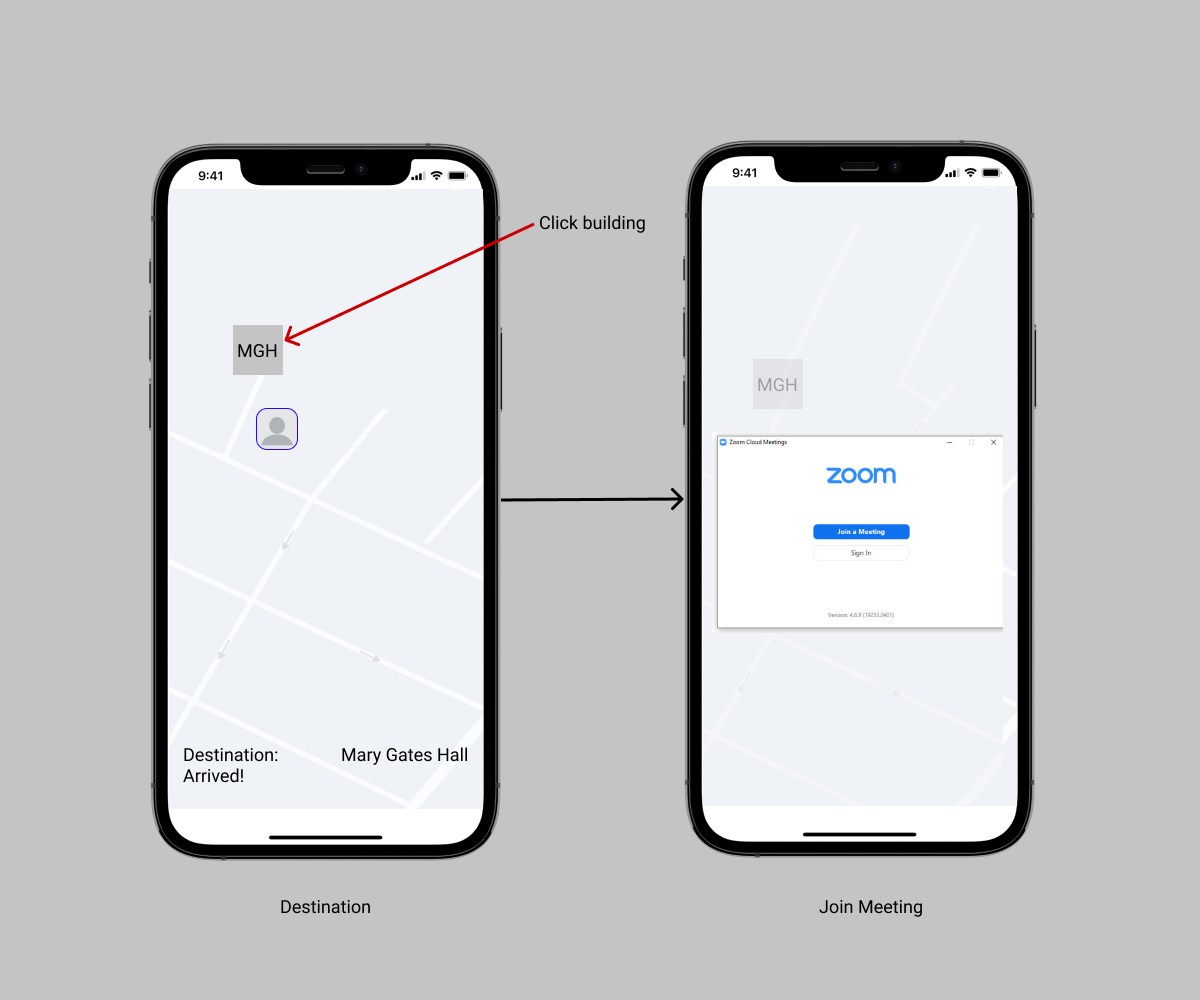 9:41
Click building
MGH
Destination:
Mary Gates Hall
Arrived!
Destination
9:41
MGH
Zoom Cloud Meetings
zoom
Join a Meeting
Sign In
Version: 4.6.9 (19253.0401)
Join Meeting